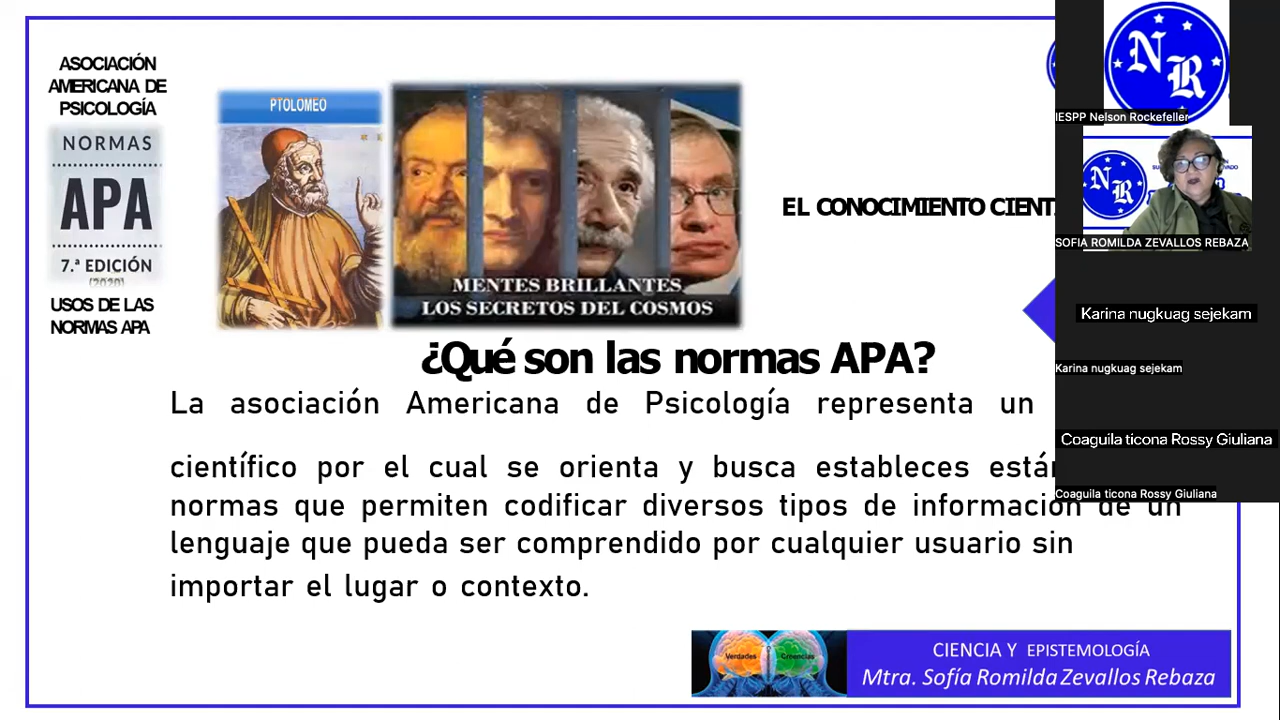 ASOCIACIÓN
AMERICANA DE
PSICOLOGÍA
NORMAS
APA
7.ª EDICIÓN
(2020)
USOS DE LAS
NORMAS APA
PTOLOMEO
MENTES BRILLANTES
LOS SECRETOS DEL COSMOS
EL CONOCIMIENTO CIENT
¿Qué son las normas APA?
La asociación Americana de Psicología representa un
científico por el cual se orienta y busca estableces están
normas que permiten codificar diversos tipos de información de un
lenguaje que pueda ser comprendido por cualquier usuario sin
importar el lugar o contexto.
Verdades
Creencias
CIENCIA Y EPISTEMOLOGÍA
Mtra. Sofía Romilda Zevallos Rebaza
NR
IESPP Nelson Rockefeller
NR
SOFIA ROMILDA ZEVALLOS REBAZA
Karina nugkuag sejekam
Karina nugkuag sejekam
Coaguila ticona Rossy Giuliana
Coaguila ticona Rossy Giuliana